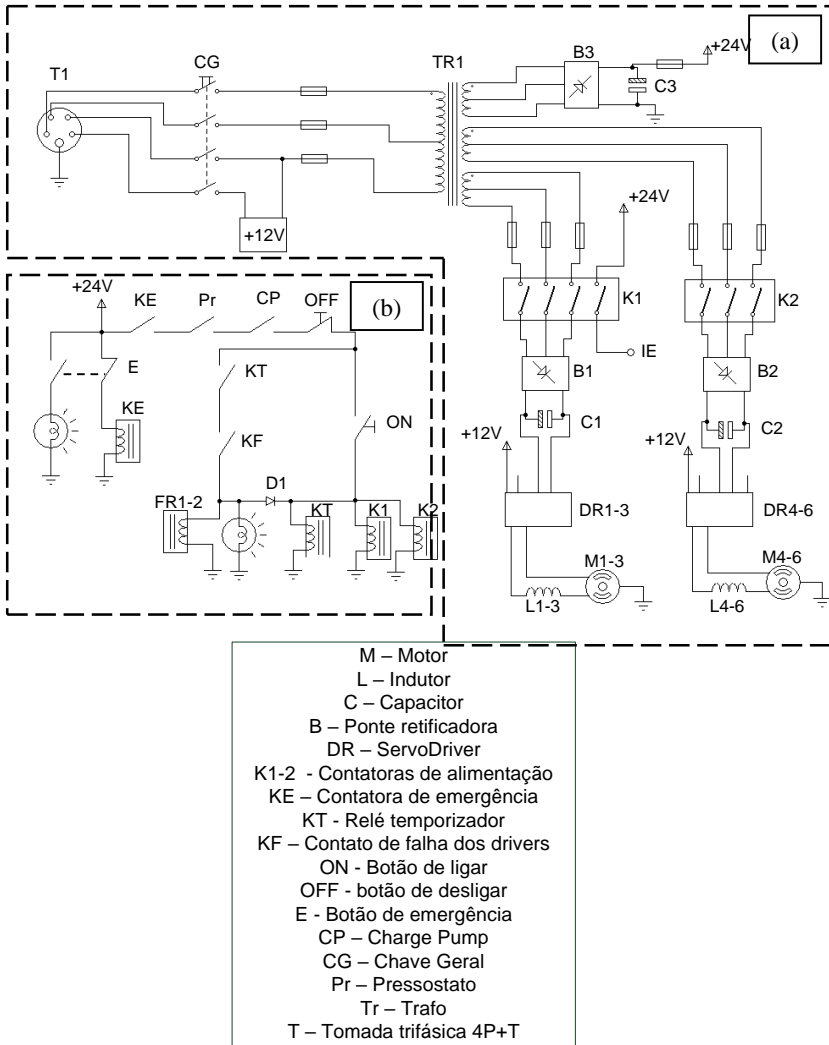 (a)
T1
CG
TR1
B3
+24V
C3
+12V
+24V
K1
K2
IE
B1
B2
+12V
C1
+12V
C2
DR1-3
DR4-6
M1-3
M4-6
L1-3
L4-6
(b)
+24V
KE
Pr
CP
OFF
E
KT
KE
ON
KF
D1
FR1-2
KT
K1
K2
M – Motor
L – Indutor
C – Capacitor
B – Ponte retificadora
DR – ServoDriver
K1-2 - Contatoras de alimentação
KE – Contatora de emergência
KT - Relé temporizador
KF – Contato de falha dos drivers
ON - Botão de ligar
OFF - botão de desligar
E - Botão de emergência
CP – Charge Pump
CG – Chave Geral
Pr – Pressostato
Tr – Trafo
T – Tomada trifásica 4P+T